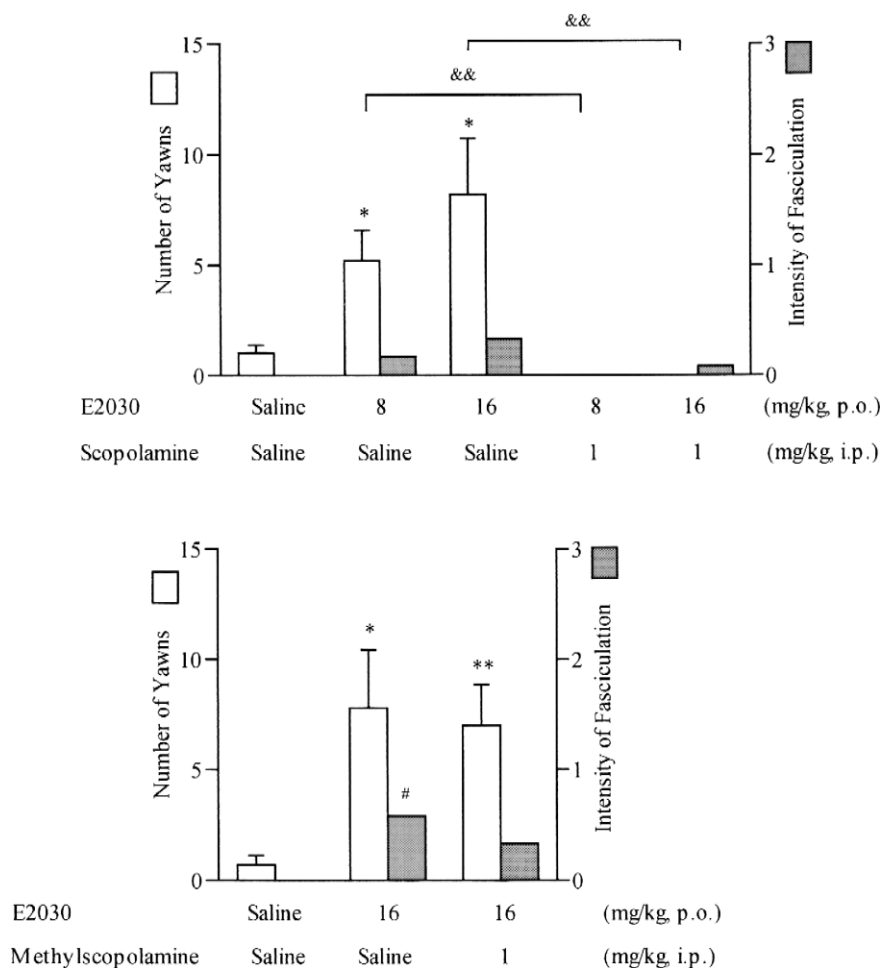 &&
&&
15
10
5
0
Number of Yawns
*
*
3
2
1
0
Intensity of Fasciculation
E2030 Salinc 8 16 8 16 (mg/kg, p.o.)
Scopolamine Saline Saline Saline 1 1 (mg/kg, i.p.)
15
10
5
0
Number of Yawns
*
**
#
3
2
1
0
Intensity of Fasciculation
E2030 Saline 16 16 (mg/kg, p.o.)
Methylscopolamine Saline Saline 1 (mg/kg, i.p.)